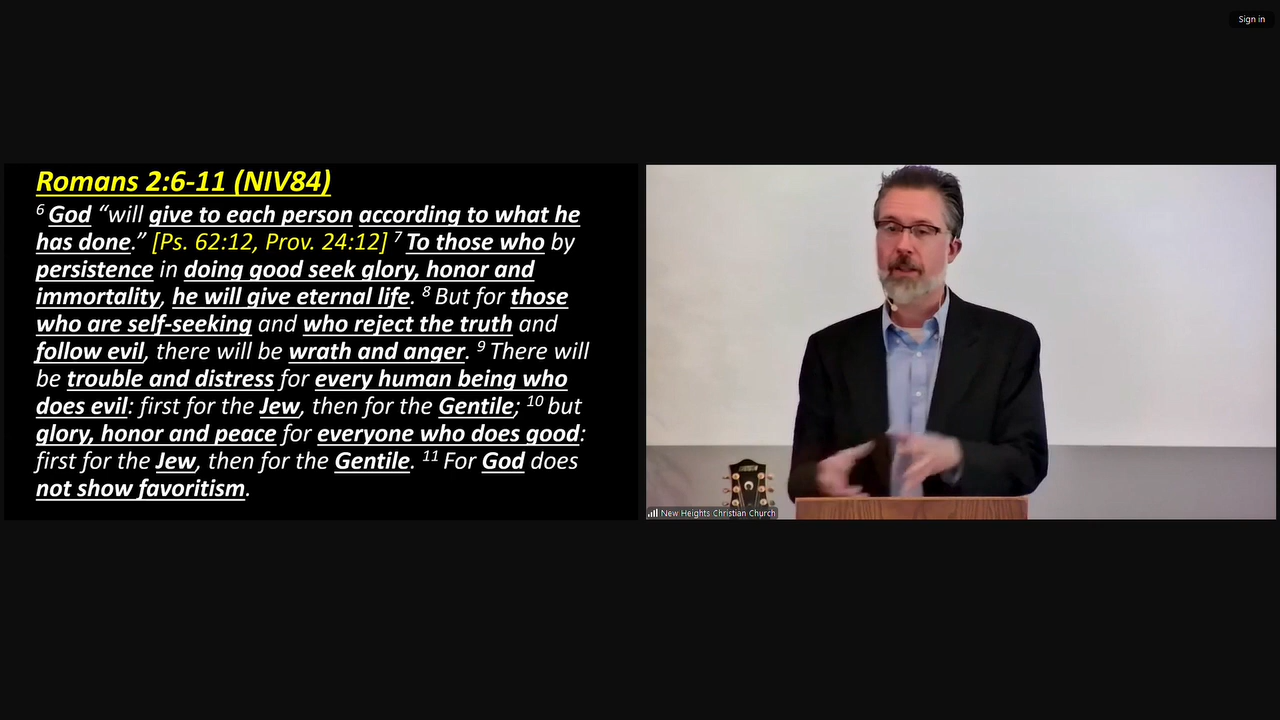 Sign in
Romans 2:6-11 (NIV84)
6 God “will give to each person according to what he
has done.” [Ps. 62:12, Prov. 24:12] 7 To those who by
persistence in doing good seek glory, honor and
immortality, he will give eternal life. 8 But for those
who are self-seeking and who reject the truth and
follow evil, there will be wrath and anger. 9 There will
be trouble and distress for every human being who
does evil: first for the Jew, then for the Gentile; 10 but
glory, honor and peace for everyone who does good:
first for the Jew, then for the Gentile. 11 For God does
not show favoritism.
New Heights Christian Church